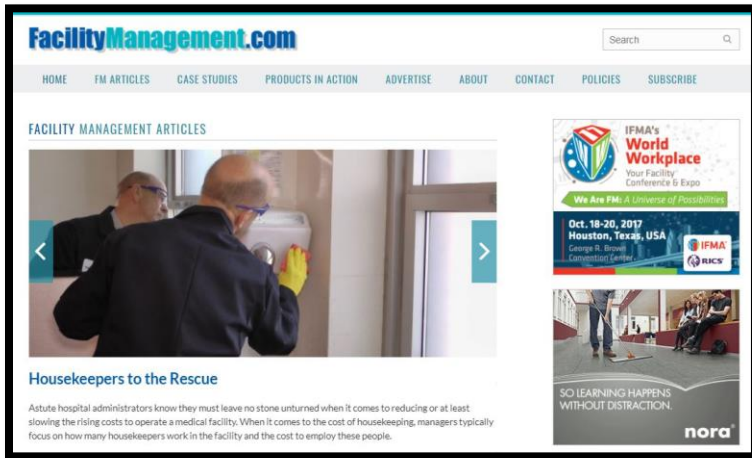 FacilityManagement.com
Search
HOME FM ARTICLES CASE STUDIES PRODUCTS IN ACTION ADVERTISE ABOUT CONTACT POLICIES SUBSCRIBE
FACILITY MANAGEMENT ARTICLES
Housekeepers to the Rescue
Astute hospital administrators know they must leave no stone unturned when it comes to reducing or at least
slowing the rising costs to operate a medical facility. When it comes to the cost of housekeeping, managers typically
focus on how many housekeepers work in the facility and the cost to employ these people.
IFMA's
World
Workplace
Your Facility
Conference & Expo
We Are FM: A Universe of Possibilities
Oct. 18-20, 2017
Houston, Texas, USA
George R. Brown
Convention Center
IFMA
RICS
SO LEARNING HAPPENS
WITHOUT DISTRACTION.
nora